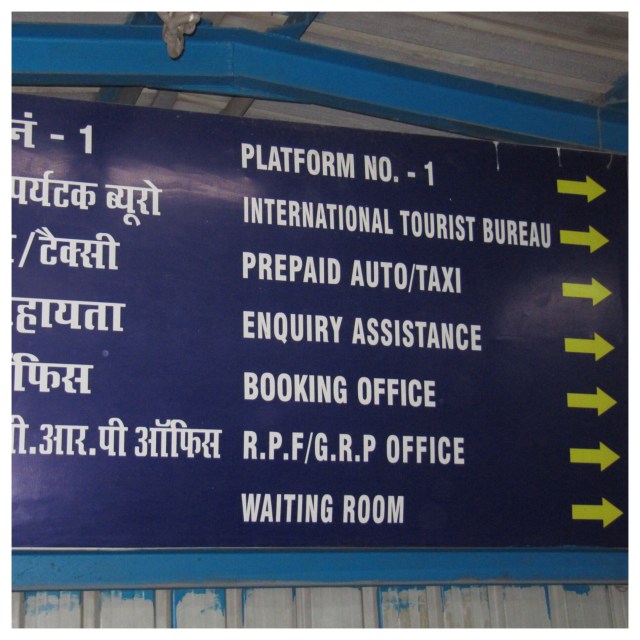 नं - 1 PLATFORM NO. - 1
पर्यटक ब्यूरो INTERNATIONAL TOURIST BUREAU
/टैक्सी PREPAID AUTO/TAXI
ENQUIRY ASSISTANCE
BOOKING OFFICE
.आर.पी ऑफिस R.P.F/G.R.P OFFICE
WAITING ROOM